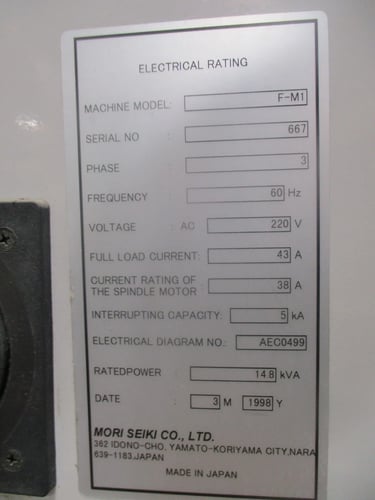 ELECTRICAL RATING
MACHINE MODEL: F-M1
SERIAL NO : 667
PHASE : 3
FREQUENCY : 60 Hz
VOLTAGE : AC 220 V
FULL LOAD CURRENT: 43 A
CURRENT RATING OF
THE SPINDLE MOTOR : 38 A
INTERRUPTING CAPACITY: 5 kA
ELECTRICAL DIAGRAM NO.: AEC0499
RATEDPOWER : 14.8 kVA
DATE : 3 M 1998 Y
MORI SEIKI CO., LTD.
362 IDONO-CHO, YAMATO-KORIYAMA CITY,NARA
639-1183,JAPAN
MADE IN JAPAN